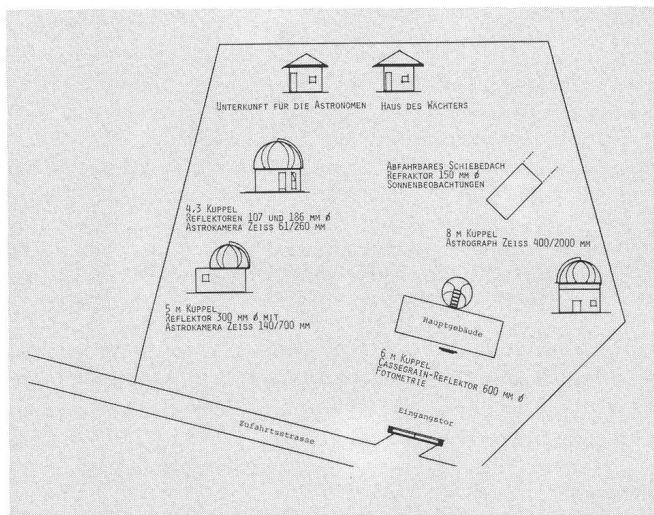 UNTERKUNFT FÜR DIE ASTRONOMEN
HAUS DES WÄCHTERS
ABFAHRBARES SCHIEBEDACH
REFRAKTOR 150 MM Ø
SONNENBEOBACHTUNGEN
4,3 KUPPEL
REFLEKTOREN 107 UND 186 MM Ø
ASTROKAMERA ZEISS 61/260 MM
8 M KUPPEL
ASTROGRAPH ZEISS 400/2000 MM
5 M KUPPEL
REFLEKTOR 300 MM Ø MIT
ASTROKAMERA ZEISS 140/700 MM
Hauptgebäude
6 M KUPPEL
CASSEGRAIN-REFLEKTOR 600 MM Ø
FOTOMETRIE
Eingangstor
Zufahrtsstrasse